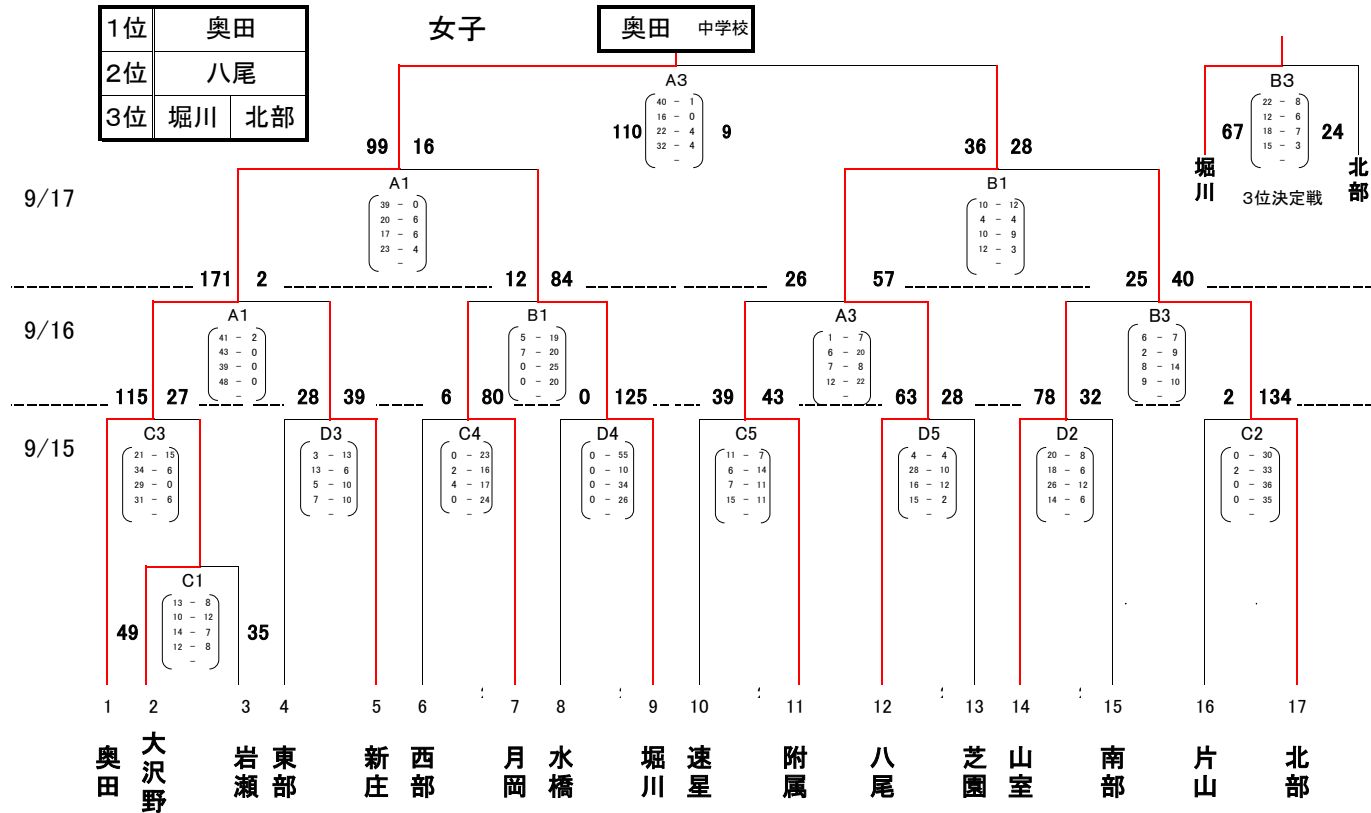 1位 奥田
2位 八尾
3位 堀川 北部
女子
奥田 中学校
A3
110 9
40 - 1
16 - 0
22 - 4
32 - 4
-
B3
67 24
22 - 8
12 - 6
18 - 7
15 - 3
-
堀川 北部
3位決定戦
99 16 36 28
9/17
A1
39 - 0
20 - 6
17 - 6
23 - 4
-
B1
10 - 12
4 - 4
10 - 9
12 - 3
-
171 2 12 84 26 57 25 40
9/16
A1
41 - 2
43 - 0
39 - 0
48 - 0
-
B1
5 - 19
7 - 20
0 - 25
0 - 20
-
A3
1 - 7
6 - 20
7 - 8
12 - 22
-
B3
6 - 7
2 - 9
8 - 14
9 - 10
-
115 27 28 39 6 80 0 125 39 43 63 28 78 32 2 134
9/15
C3
21 - 15
34 - 6
29 - 0
31 - 6
-
D3
3 - 13
13 - 6
5 - 10
7 - 10
-
C4
0 - 23
2 - 16
4 - 17
0 - 24
-
D4
0 - 55
0 - 10
0 - 34
0 - 26
-
C5
11 - 7
6 - 14
7 - 11
15 - 11
-
D5
4 - 4
28 - 10
16 - 12
15 - 2
-
D2
20 - 8
18 - 6
26 - 12
14 - 6
-
C2
0 - 30
2 - 33
0 - 36
0 - 35
-
C1
49 35
13 - 8
10 - 12
14 - 7
12 - 8
-
1 2 3 4 5 6 7 8 9 10 11 12 13 14 15 16 17
奥田 大沢野 岩瀬 東部 新庄 西部 月岡 水橋 堀川 速星 附属 八尾 芝園 山室 南部 片山 北部